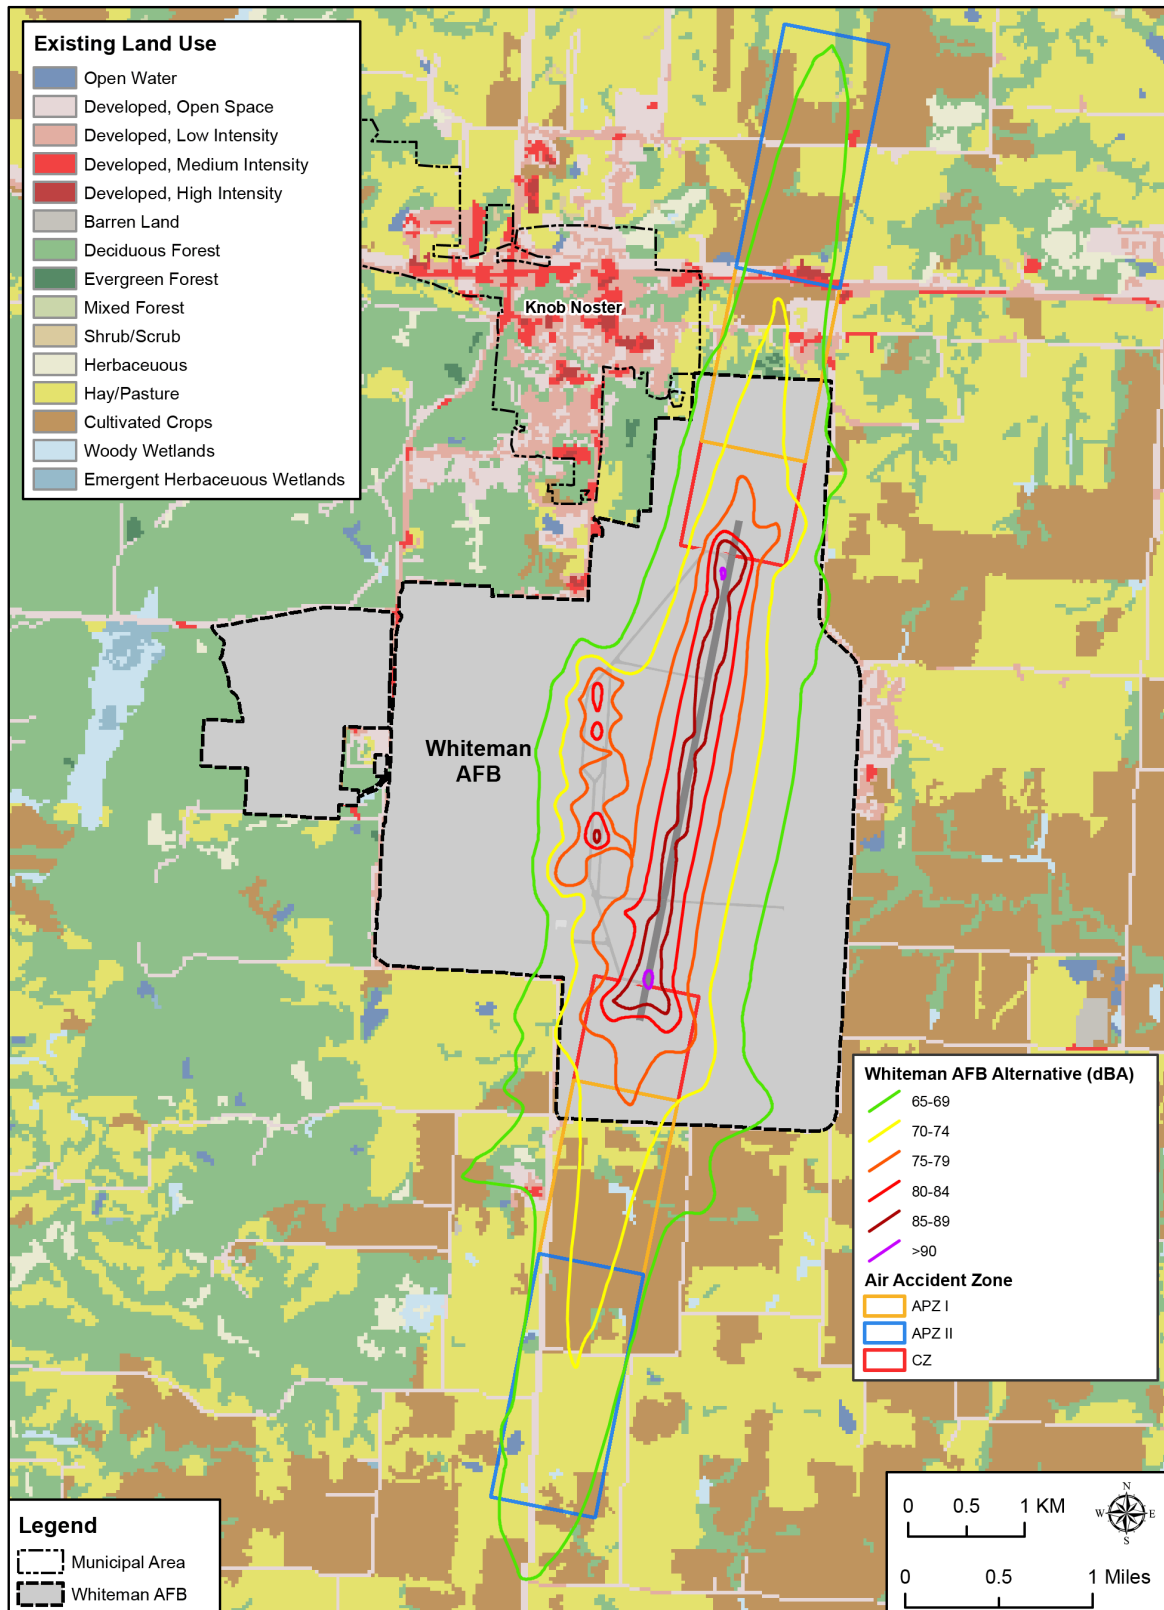 Existing Land Use
Open Water
Developed, Open Space
Developed, Low Intensity
Developed, Medium Intensity
Developed, High Intensity
Barren Land
Deciduous Forest
Evergreen Forest
Mixed Forest
Shrub/Scrub
Herbaceuous
Hay/Pasture
Cultivated Crops
Woody Wetlands
Emergent Herbaceuous Wetlands
Knob Noster
Whiteman
AFB
Whiteman AFB Alternative (dBA)
65-69
70-74
75-79
80-84
85-89
>90
Air Accident Zone
APZ I
APZ II
CZ
Legend
Municipal Area
Whiteman AFB
0 0.5 1 KM
N
W E
S
0 0.5 1 Miles